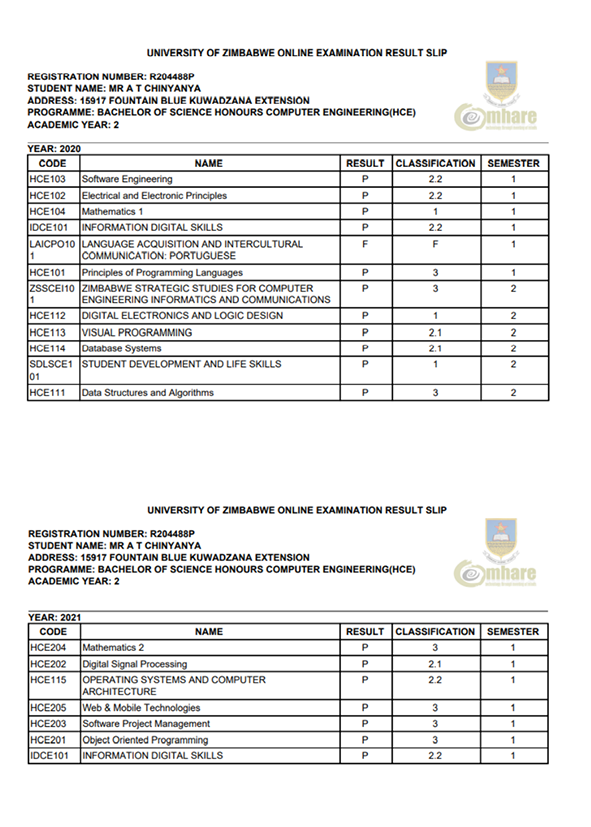 UNIVERSITY OF ZIMBABWE ONLINE EXAMINATION RESULT SLIP
REGISTRATION NUMBER: R204488P
STUDENT NAME: MR A T CHINYANYA
ADDRESS: 15917 FOUNTAIN BLUE KUWADZANA EXTENSION
PROGRAMME: BACHELOR OF SCIENCE HONOURS COMPUTER ENGINEERING(HCE)
ACADEMIC YEAR: 2
emhare
YEAR: 2020
CODE NAME RESULT CLASSIFICATION SEMESTER
HCE103 Software Engineering P 2.2 1
HCE102 Electrical and Electronic Principles P 2.2 1
HCE104 Mathematics 1 P 1 1
IDCE101 INFORMATION DIGITAL SKILLS P 2.2 1
LAICPO10 LANGUAGE ACQUISITION AND INTERCULTURAL F F 1
1 COMMUNICATION: PORTUGUESE
HCE101 Principles of Programming Languages P 3 1
ZSSCEI10 ZIMBABWE STRATEGIC STUDIES FOR COMPUTER P 3 2
1 ENGINEERING INFORMATICS AND COMMUNICATIONS
HCE112 DIGITAL ELECTRONICS AND LOGIC DESIGN P 1 2
HCE113 VISUAL PROGRAMMING P 2.1 2
HCE114 Database Systems P 2.1 2
SDLSCE1 STUDENT DEVELOPMENT AND LIFE SKILLS P 1 2
01
HCE111 Data Structures and Algorithms P 3 2
UNIVERSITY OF ZIMBABWE ONLINE EXAMINATION RESULT SLIP
REGISTRATION NUMBER: R204488P
STUDENT NAME: MR A T CHINYANYA
ADDRESS: 15917 FOUNTAIN BLUE KUWADZANA EXTENSION
PROGRAMME: BACHELOR OF SCIENCE HONOURS COMPUTER ENGINEERING(HCE)
ACADEMIC YEAR: 2
emhare
YEAR: 2021
CODE NAME RESULT CLASSIFICATION SEMESTER
HCE204 Mathematics 2 P 3 1
HCE202 Digital Signal Processing P 2.1 1
HCE115 OPERATING SYSTEMS AND COMPUTER P 2.2 1
ARCHITECTURE
HCE205 Web & Mobile Technologies P 3 1
HCE203 Software Project Management P 3 1
HCE201 Object Oriented Programming P 3 1
IDCE101 INFORMATION DIGITAL SKILLS P 2.2 1